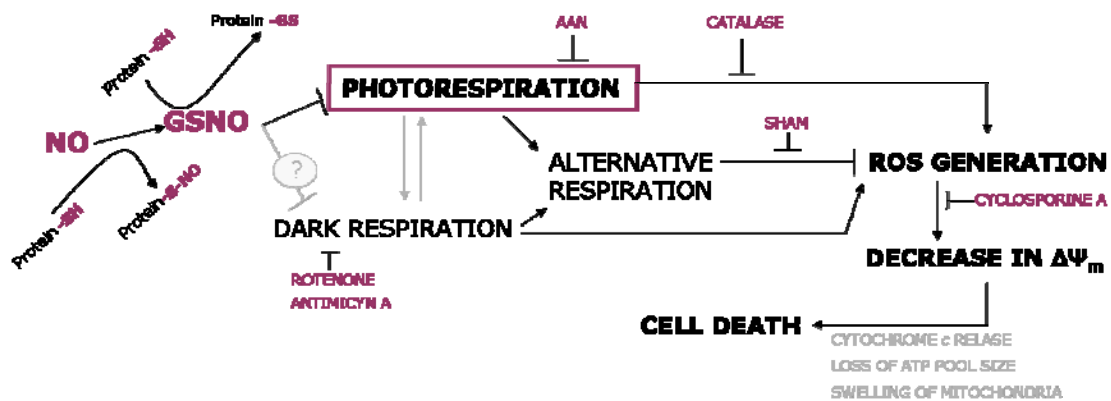 Protein -GS
AAN
CATALASE
Protein -SH
PHOTORESPIRATION
GSNO
NO
SHAM
?
ALTERNATIVE
RESPIRATION
ROS GENERATION
Protein-S-NO
Protein -SH
CYCLOSPORINE A
DARK RESPIRATION
DECREASE IN ΔΨm
ROTENONE
ANTIMICYN A
CELL DEATH
CYTOCHROME c RELASE
LOSS OF ATP POOL SIZE
SWELLING OF MITOCHONDRIA